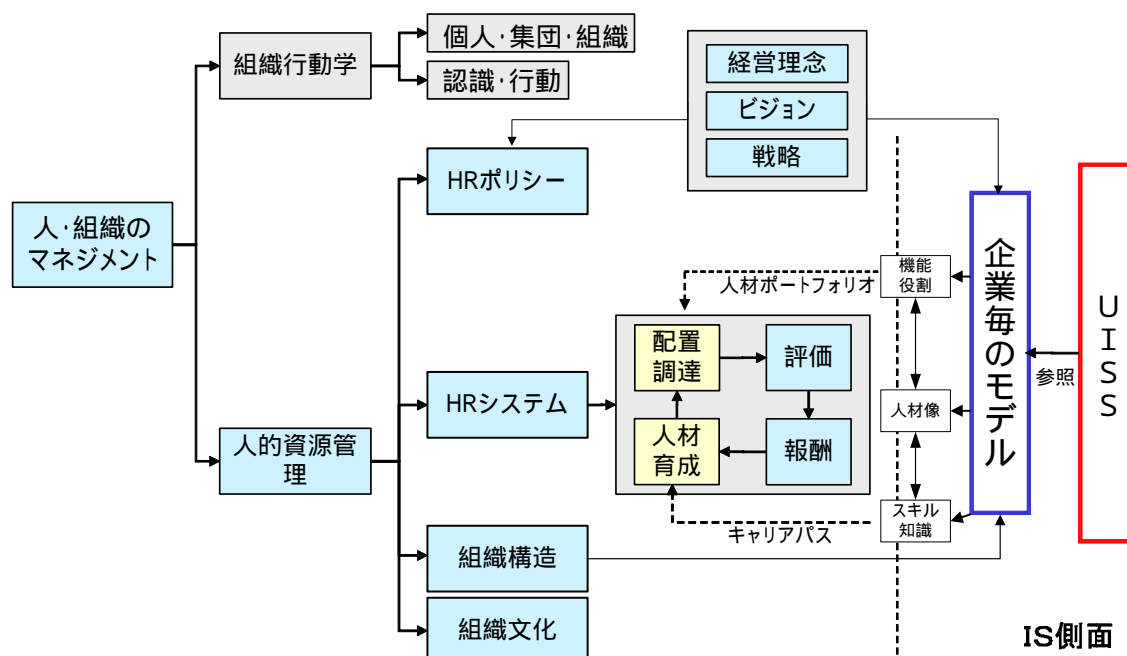 組織行動学
個人・集団・組織
認識・行動
経営理念
ビジョン
戦略
HRポリシー
人・組織の
マネジメント
機能
役割
人材ポートフォリオ
企業毎のモデル
UISS
参照
配置
調達
評価
HRシステム
人材像
人材
育成
報酬
人的資源管
理
スキル
知識
キャリアパス
組織構造
組織文化
IS側面